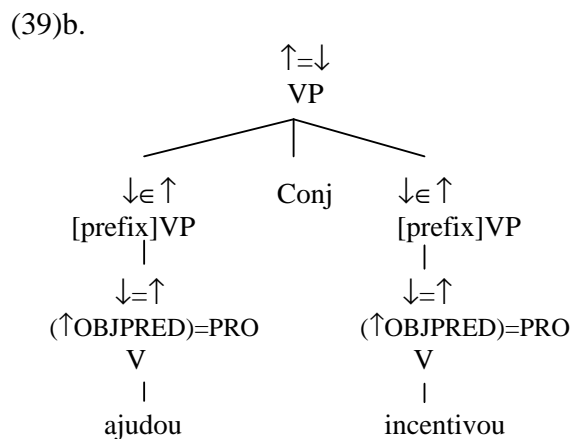 (39)b.
↑=↓
VP
↓∈ ↑ Conj ↓∈ ↑
[prefix]VP [prefix]VP
↓=↑ ↓=↑
(↑OBJPRED)=PRO (↑OBJPRED)=PRO
V V
ajudou incentivou